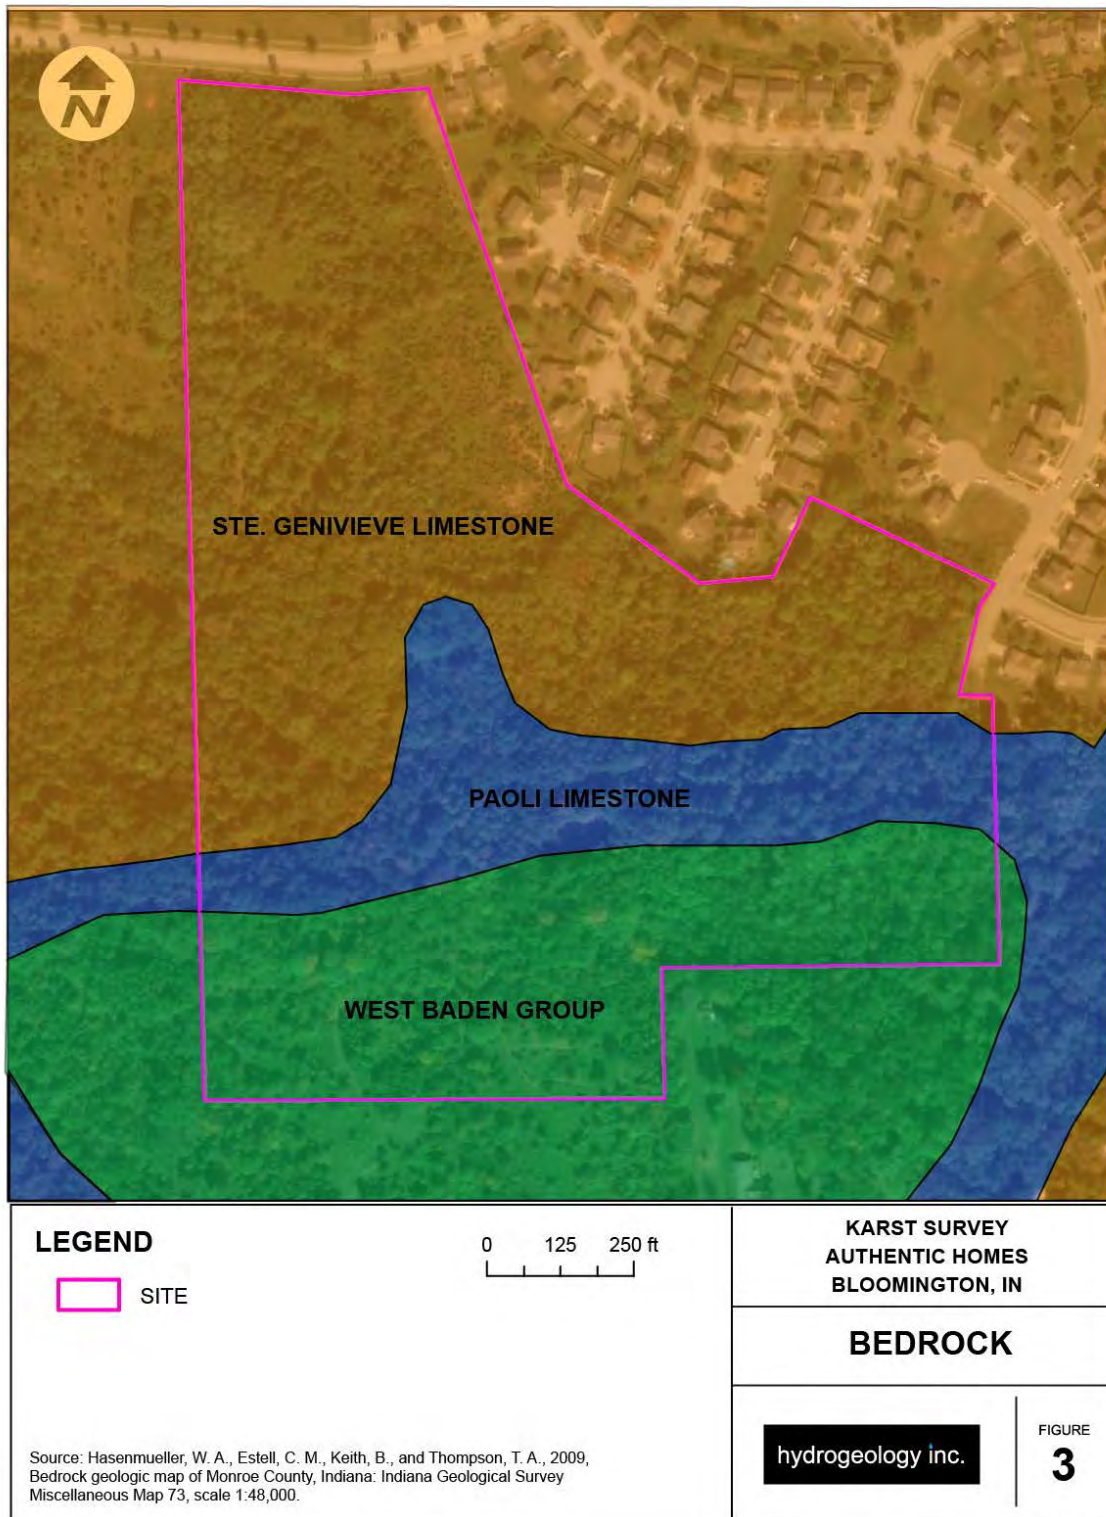 N
STE. GENIVIEVE LIMESTONE
PAOLI LIMESTONE
WEST BADEN GROUP
LEGEND
SITE
0 125 250 ft
KARST SURVEY
AUTHENTIC HOMES
BLOOMINGTON, IN
BEDROCK
Source: Hasenmueller, W. A., Estell, C. M., Keith, B., and Thompson, T. A., 2009,
Bedrock geologic map of Monroe County, Indiana: Indiana Geological Survey
Miscellaneous Map 73, scale 1:48,000.
hydrogeology inc.
FIGURE
3